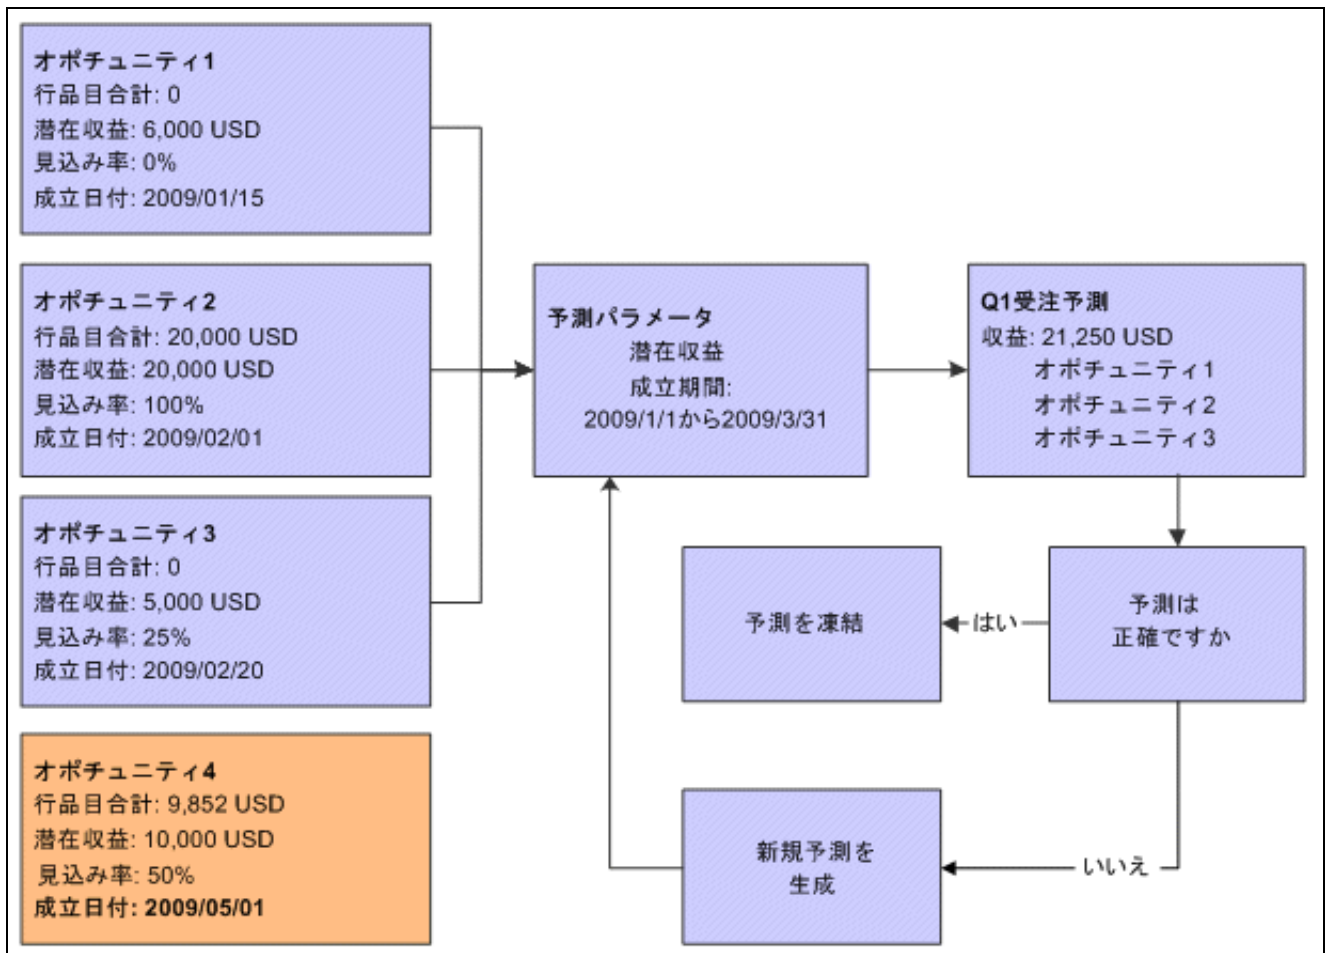 オポチュニティ1
行品目合計: 0
潜在収益: 6,000 USD
見込み率: 0%
成立日付: 2009/01/15
オポチュニティ2
行品目合計: 20,000 USD
潜在収益: 20,000 USD
見込み率: 100%
成立日付: 2009/02/01
オポチュニティ3
行品目合計: 0
潜在収益: 5,000 USD
見込み率: 25%
成立日付: 2009/02/20
オポチュニティ4
行品目合計: 9,852 USD
潜在収益: 10,000 USD
見込み率: 50%
成立日付: 2009/05/01
予測パラメータ
潜在収益
成立期間:
2009/1/1から2009/3/31
Q1受注予測
収益: 21,250 USD
オポチュニティ1
オポチュニティ2
オポチュニティ3
予測は
正確ですか
はい
予測を凍結
いいえ
新規予測を
生成